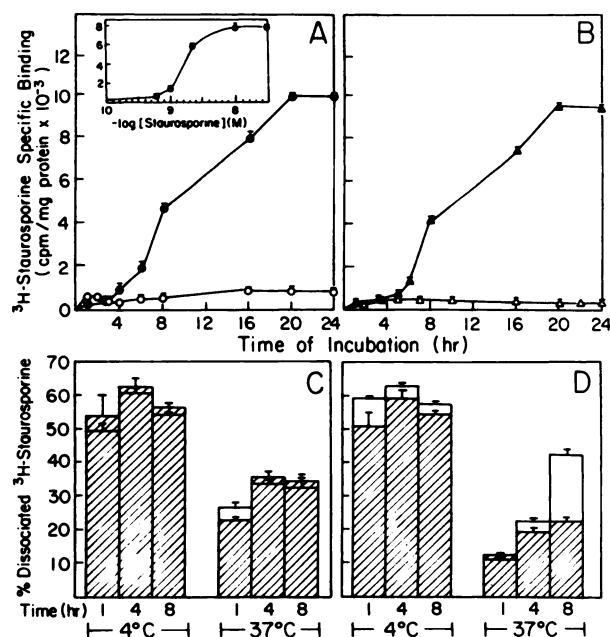 A
B
³H-Staurosporine Specific Binding
(cpm/mg protein × 10⁻³)
12
10
8
6
4
2
0
8
6
4
2
10 9 8
-log [Staurosporine] (M)
4 8 12 16 20 24
0 4 8 12 16 20 24
Time of Incubation (hr)
C
D
% Dissociated ³H-Staurosporine
70
60
50
40
30
20
10
Time (hr) 1 4 8 1 4 8 1 4 8 1 4 8
4°C 37°C 4°C 37°C